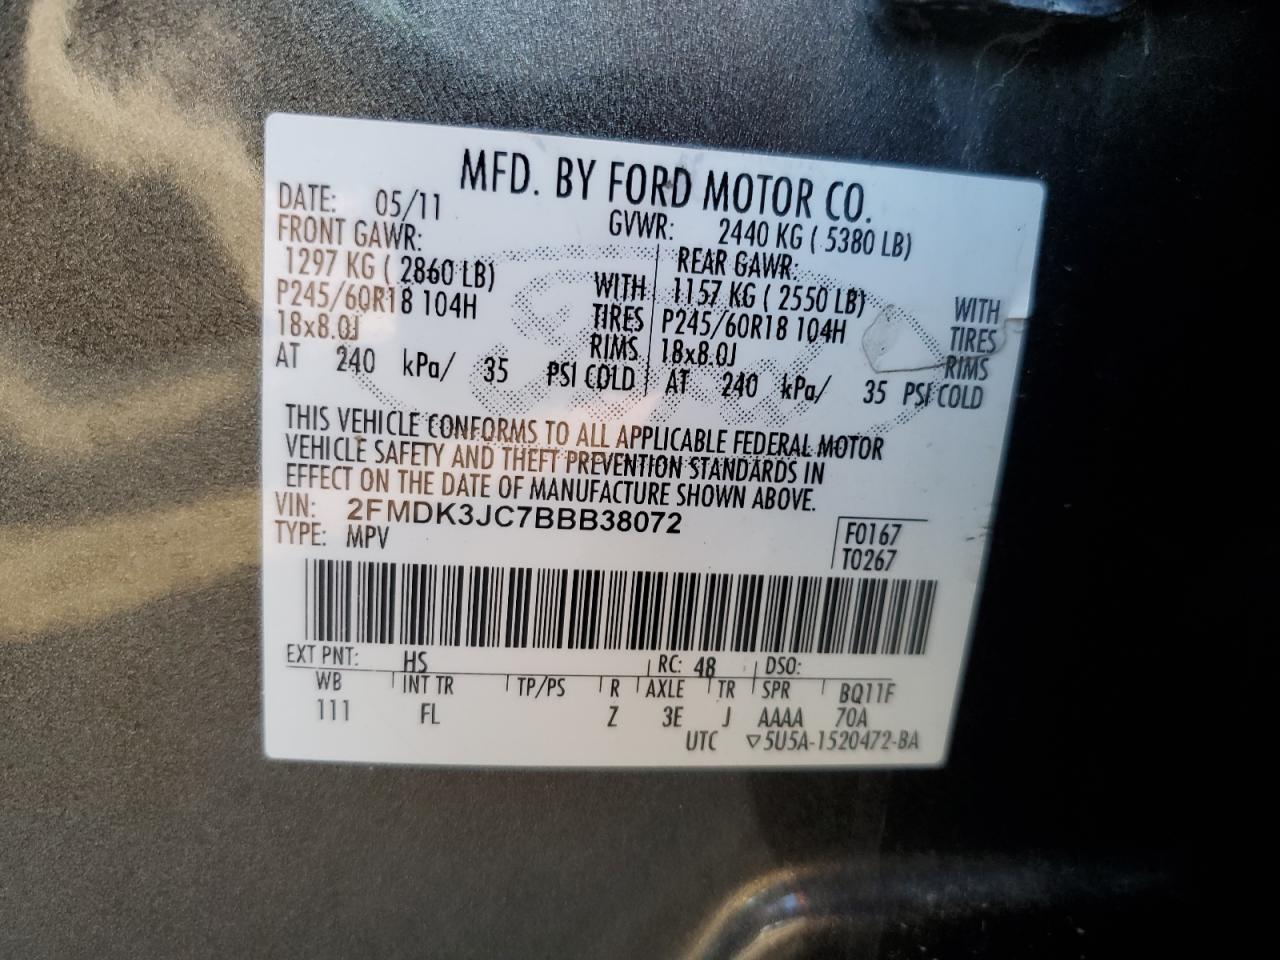 MFD. BY FORD MOTOR CO.
DATE: 05/11 GVWR: 2440 KG ( 5380 LB)
FRONT GAWR: REAR GAWR:
1297 KG ( 2860 LB) WITH 1157 KG ( 2550 LB) WITH
P245/60R18 104H TIRES P245/60R18 104H TIRES
18x8.0J RIMS 18x8.0J RIMS
AT 240 kPa/ 35 PSI COLD AT 240 kPa/ 35 PSI COLD
THIS VEHICLE CONFORMS TO ALL APPLICABLE FEDERAL MOTOR
VEHICLE SAFETY AND THEFT PREVENTION STANDARDS IN
EFFECT ON THE DATE OF MANUFACTURE SHOWN ABOVE.
VIN: 2FMDK3JC7BBB38072 F0167
TYPE: MPV T0267
EXT PNT: HS RC: 48 DSO:
WB INT TR TP/PS R AXLE TR SPR BQ11F
111 FL Z 3E J AAAA 70A
UTC ▽5U5A-1520472-BA